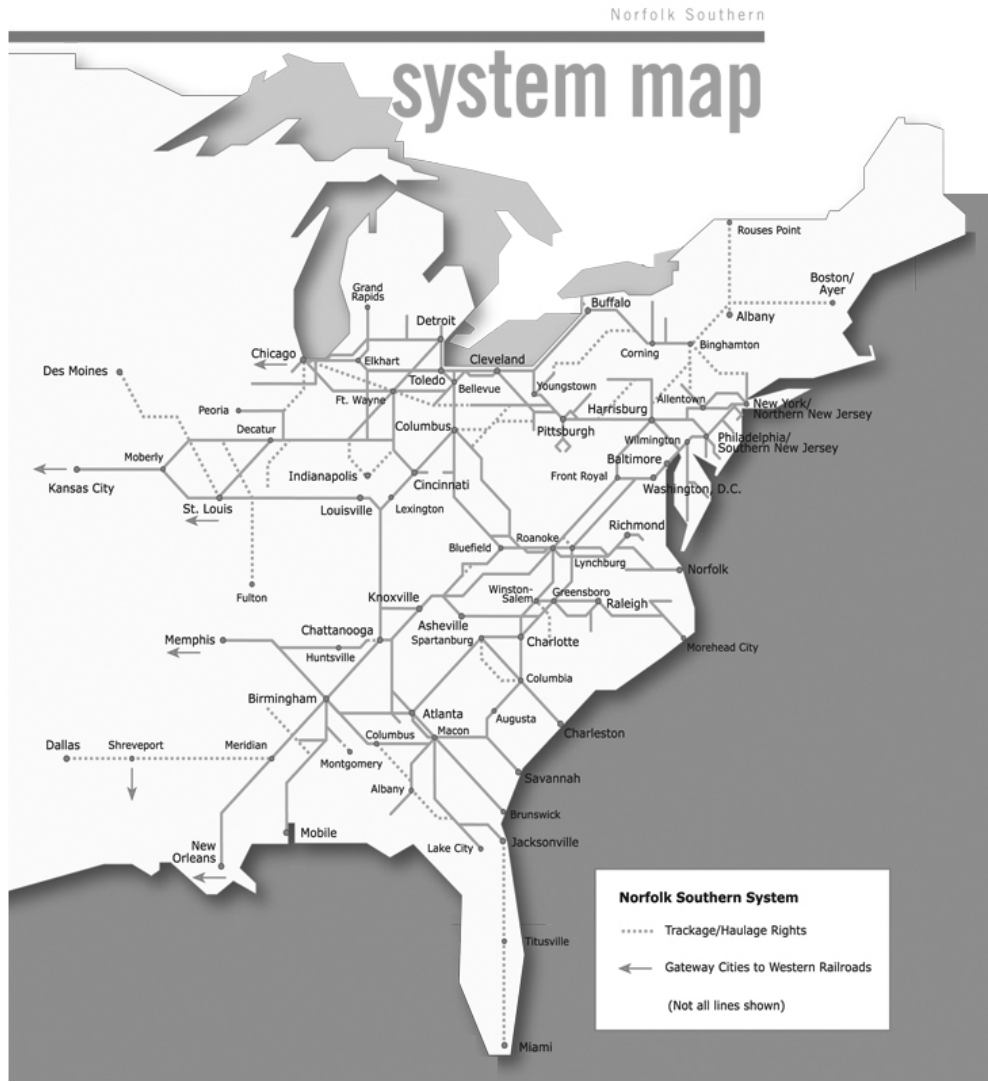 Norfolk Southern
system map
Rouses Point
Boston/
Ayer
Grand
Rapids
Buffalo
Albany
Detroit
Chicago
Elkhart
Cleveland
Corning
Binghamton
Des Moines
Toledo
Bellevue
Youngstown
Ft. Wayne
Allentown
New York/
Northern New Jersey
Peoria
Harrisburg
Decatur
Columbus
Pittsburgh
Wilmington
Philadelphia/
Southern New Jersey
Moberly
Baltimore
Indianapolis
Cincinnati
Front Royal
Kansas City
Washington, D.C.
St. Louis
Louisville
Lexington
Richmond
Roanoke
Bluefield
Lynchburg
Norfolk
Fulton
Knoxville
Winston-
Salem
Greensboro
Raleigh
Asheville
Chattanooga
Memphis
Spartanburg
Charlotte
Morehead City
Huntsville
Columbia
Birmingham
Atlanta
Augusta
Charleston
Columbus
Macon
Dallas
Shreveport
Meridian
Montgomery
Savannah
Albany
Brunswick
Mobile
Jacksonville
New
Orleans
Lake City
Norfolk Southern System
Trackage/Haulage Rights
Titusville
Gateway Cities to Western Railroads
(Not all lines shown)
Miami